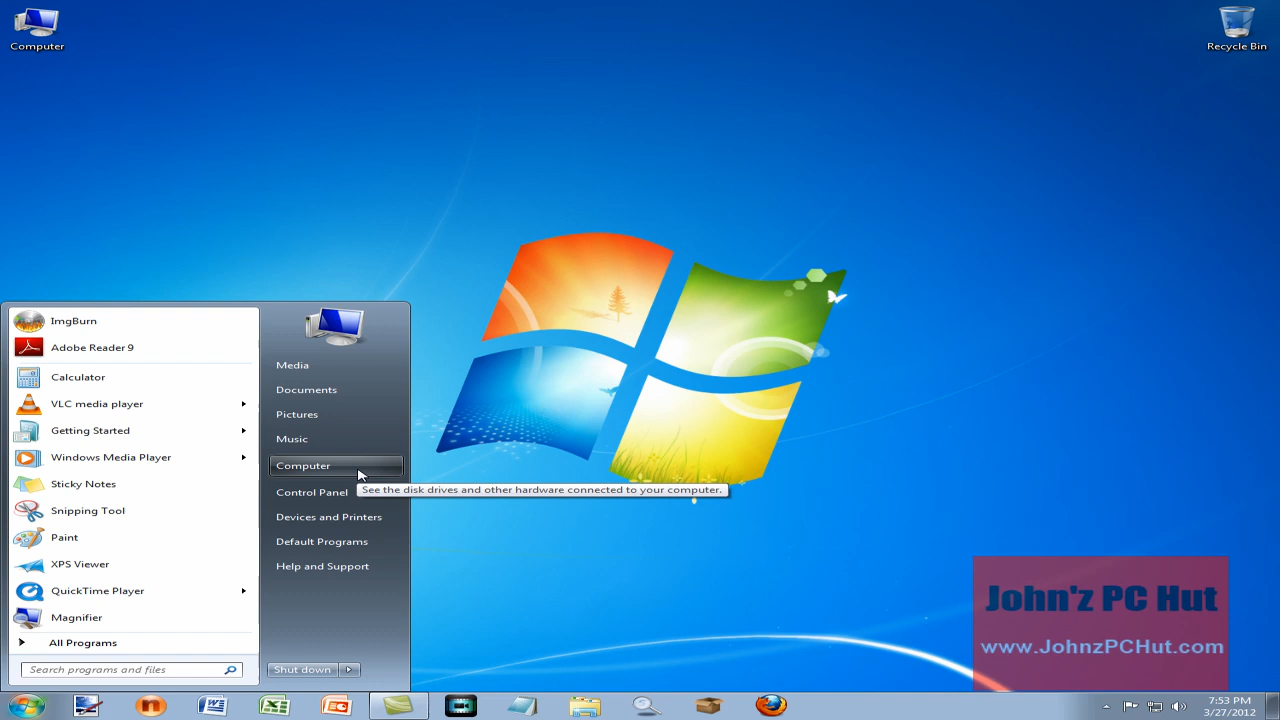 Computer
Recycle Bin
ImgBurn
Adobe Reader 9
Calculator
VLC media player
Getting Started
Windows Media Player
Sticky Notes
Snipping Tool
Paint
XPS Viewer
QuickTime Player
Magnifier
All Programs
Search programs and files
Media
Documents
Pictures
Music
Computer
See the disk drives and other hardware connected to your computer.
Control Panel
Devices and Printers
Default Programs
Help and Support
Shut down
John'z PC Hut
www.JohnzPCHut.com
7:53 PM
3/27/2012